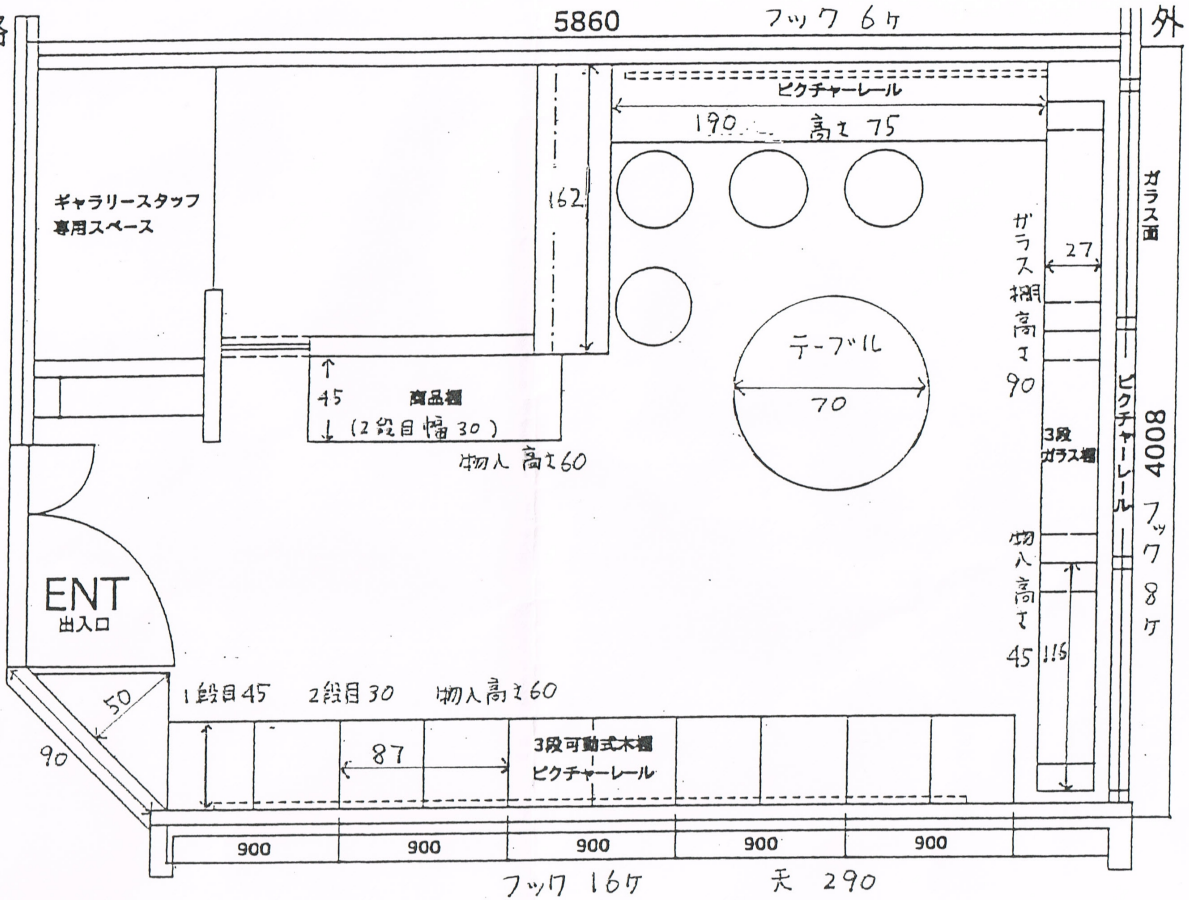 5860
フック 6ケ
外
ピクチャーレール
190
高さ 75
162
ギャラリースタッフ
専用スペース
ガラス面
27
ガラス棚高さ
90
テーブル
70
45
商品棚
(2段目幅30)
物入 高さ60
3段
ガラス棚
ピクチャーレール
4008
フック8ケ
物入高さ
45
115
ENT
出入口
50
90
1段目45
2段目30
物入高さ60
87
3段可動式木棚
ピクチャーレール
900
900
900
900
900
フック 16ケ
天 290